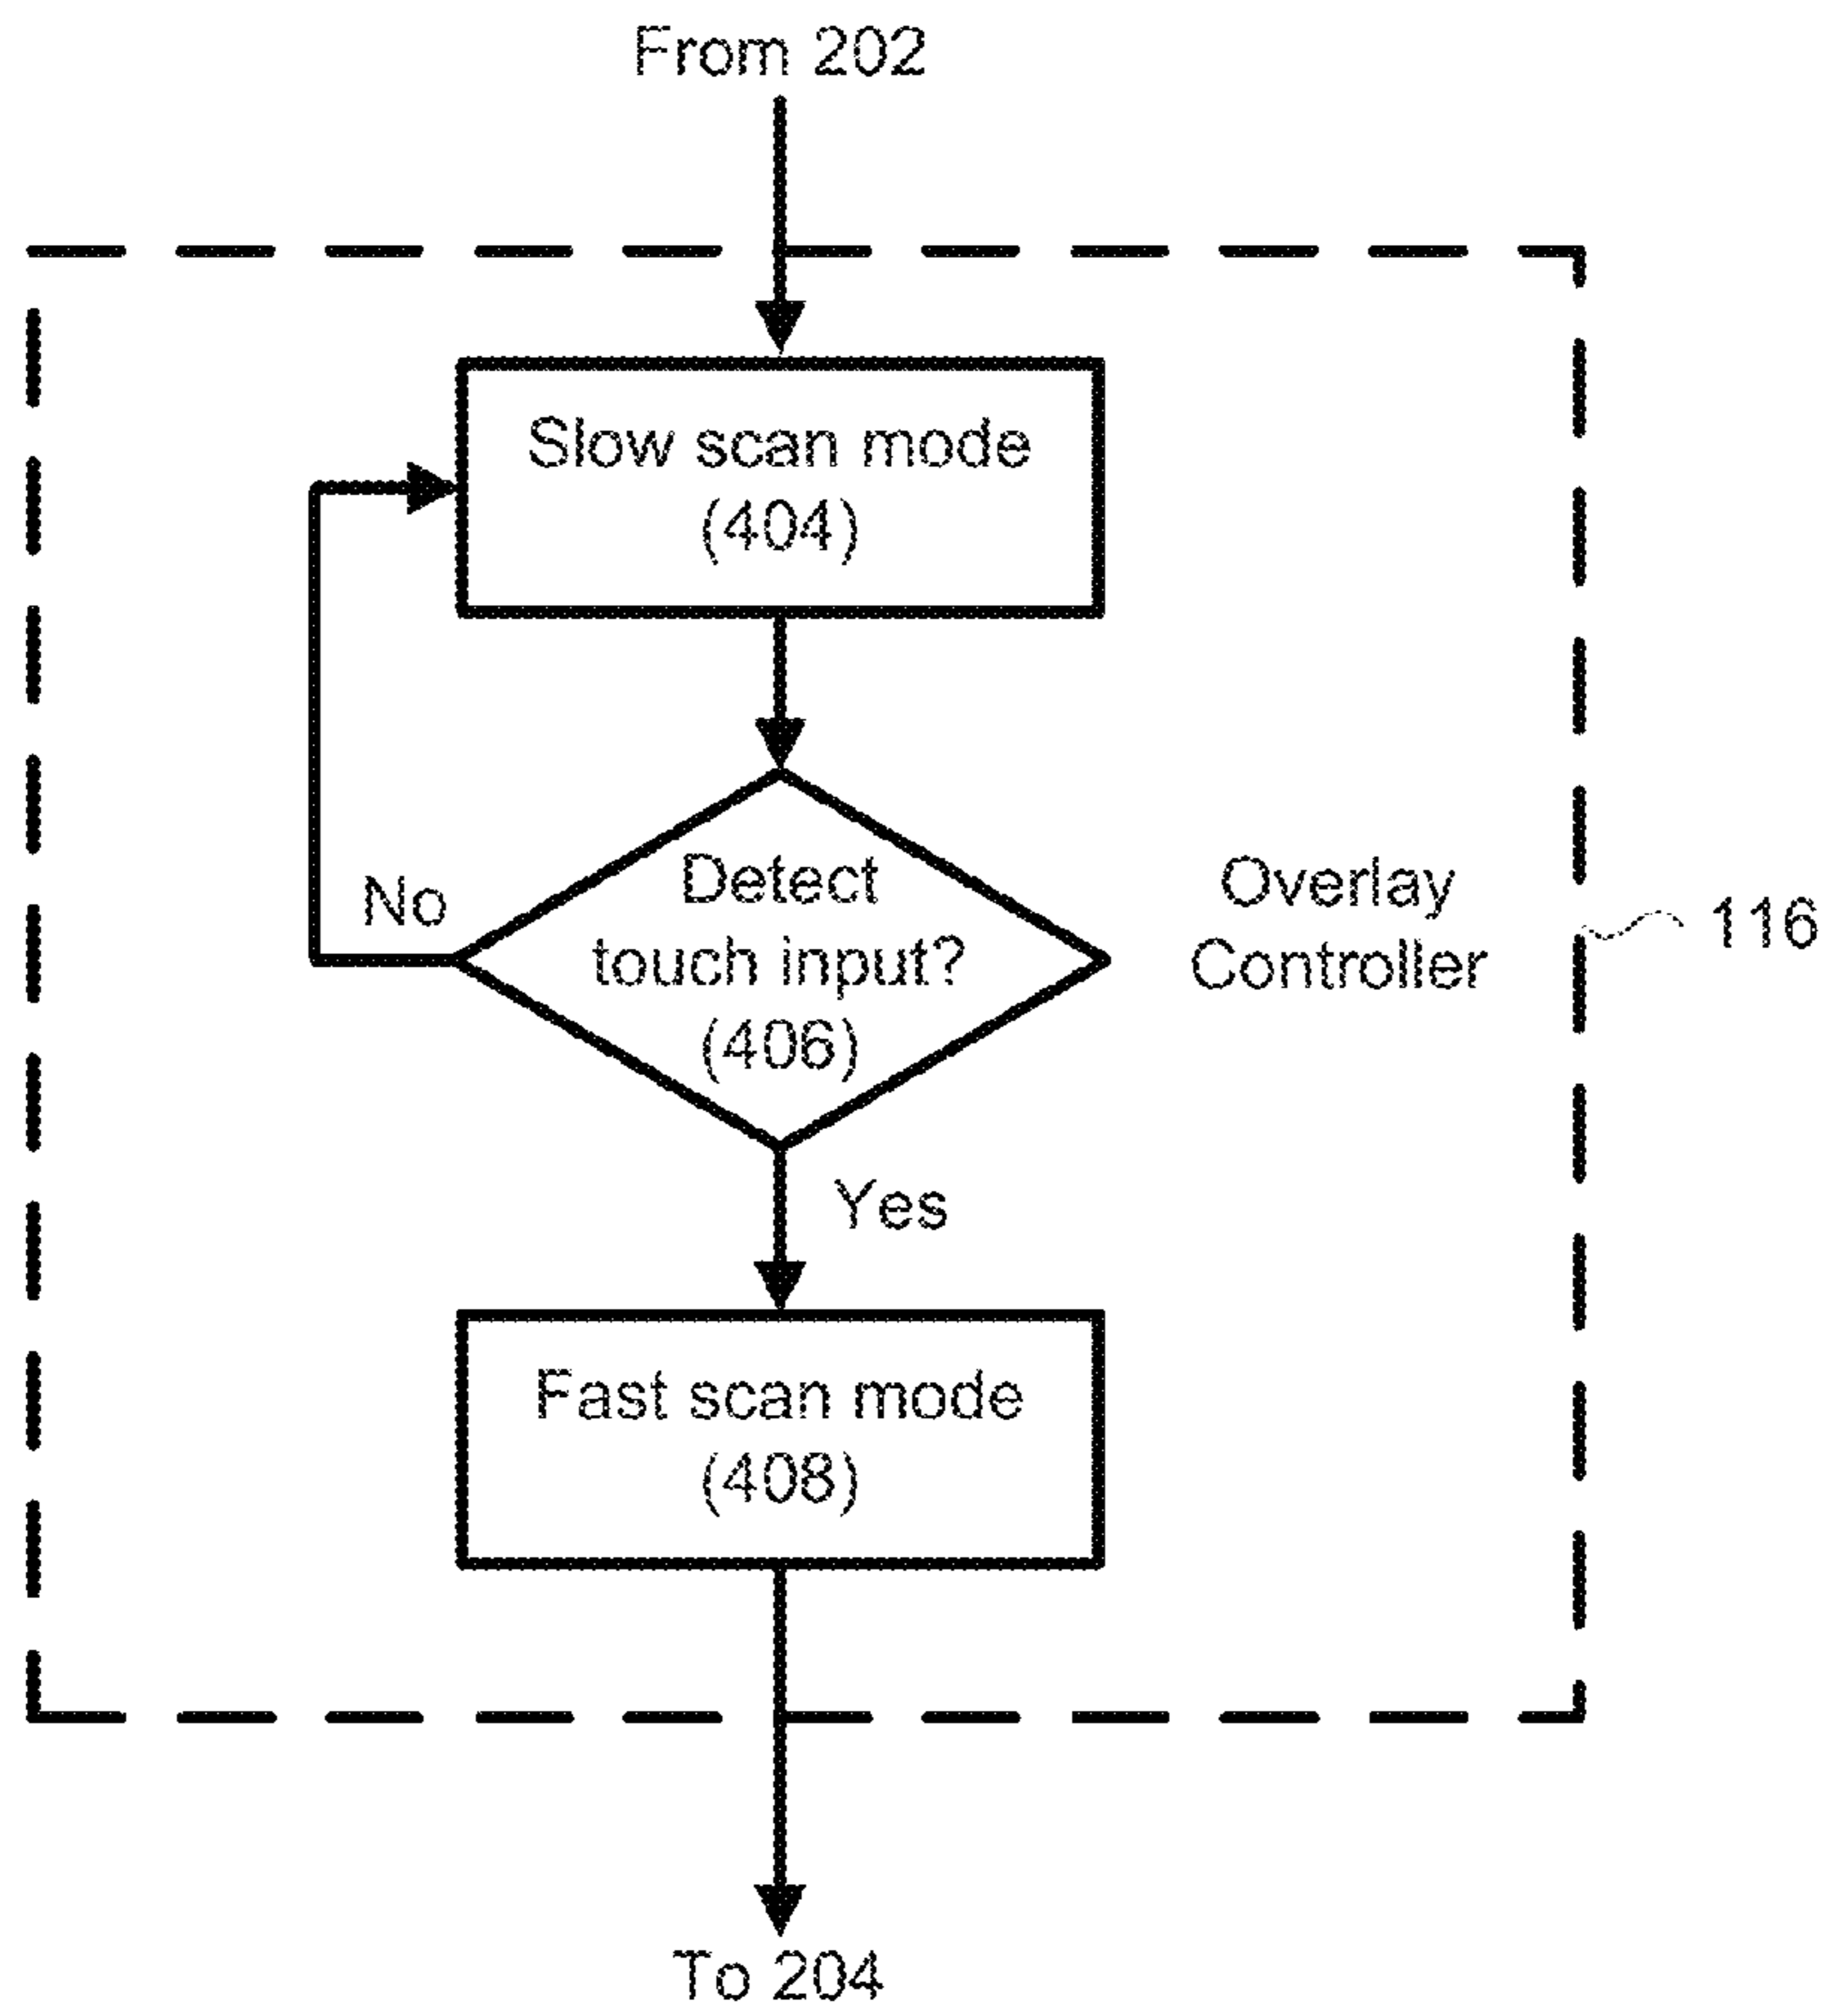 From 202
Slow scan mode
(404)
Detect
touch input?
(406)
No
Overlay
Controller
116
Yes
Fast scan mode
(408)
To 204